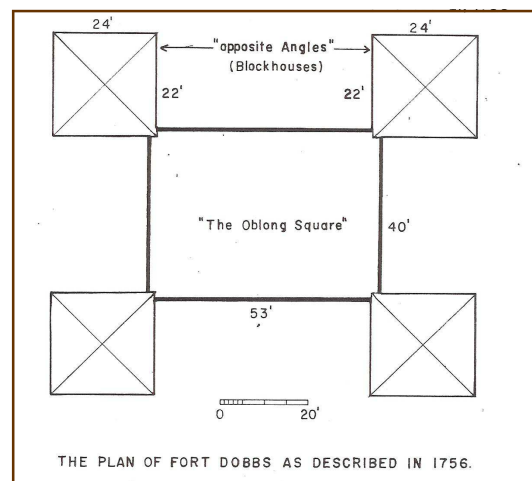 24'
"opposite Angles"
24'
(Blockhouses)
22'
22'
"The Oblong Square"
40'
53'
0 20'
THE PLAN OF FORT DOBBS AS DESCRIBED IN 1756.